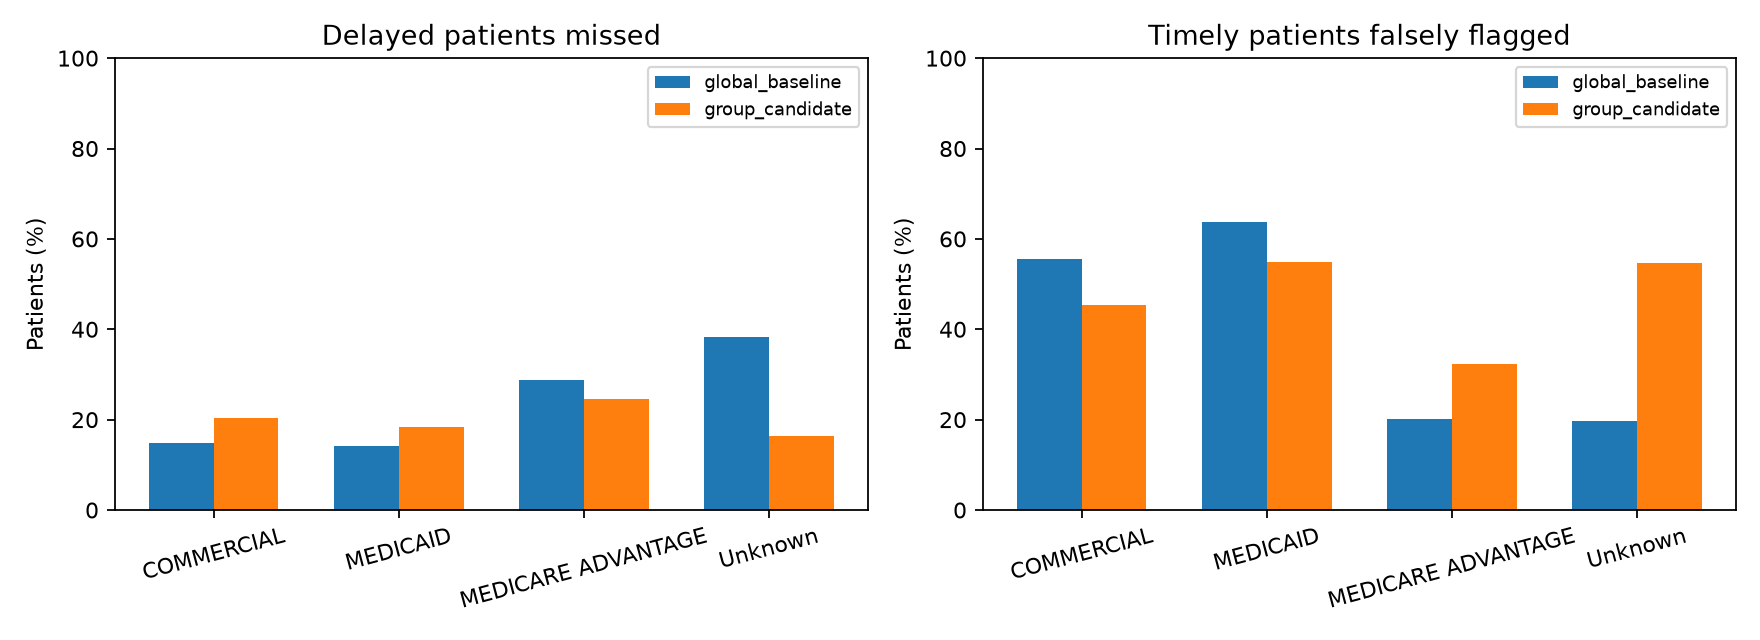 Delayed patients missed
100
80
60
40
20
0
Patients (%)
global_baseline
group_candidate
COMMERCIAL
MEDICAID
MEDICARE ADVANTAGE
Unknown
Timely patients falsely flagged
100
80
60
40
20
0
Patients (%)
global_baseline
group_candidate
COMMERCIAL
MEDICAID
MEDICARE ADVANTAGE
Unknown